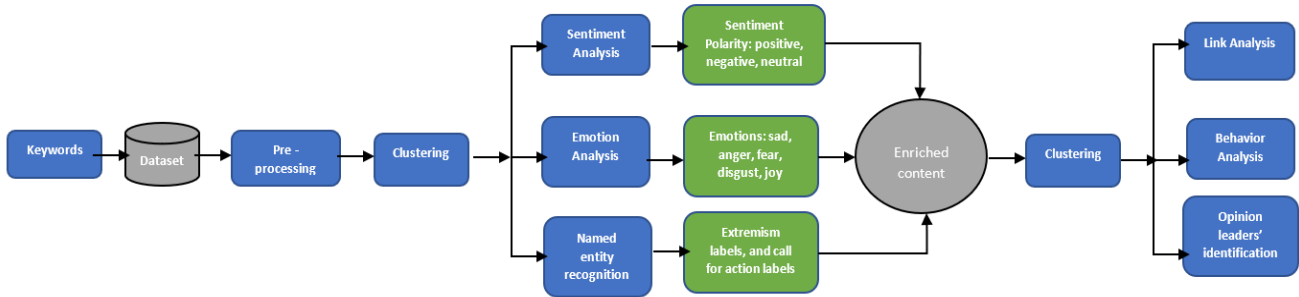 Keywords
Dataset
Pre -
processing
Clustering
Sentiment
Analysis
Sentiment
Polarity: positive,
negative, neutral
Emotion
Analysis
Emotions: sad,
anger, fear,
disgust, joy
Named
entity
recognition
Extremism
labels, and call
for action labels
Enriched
content
Clustering
Link Analysis
Behavior
Analysis
Opinion
leaders’
identification